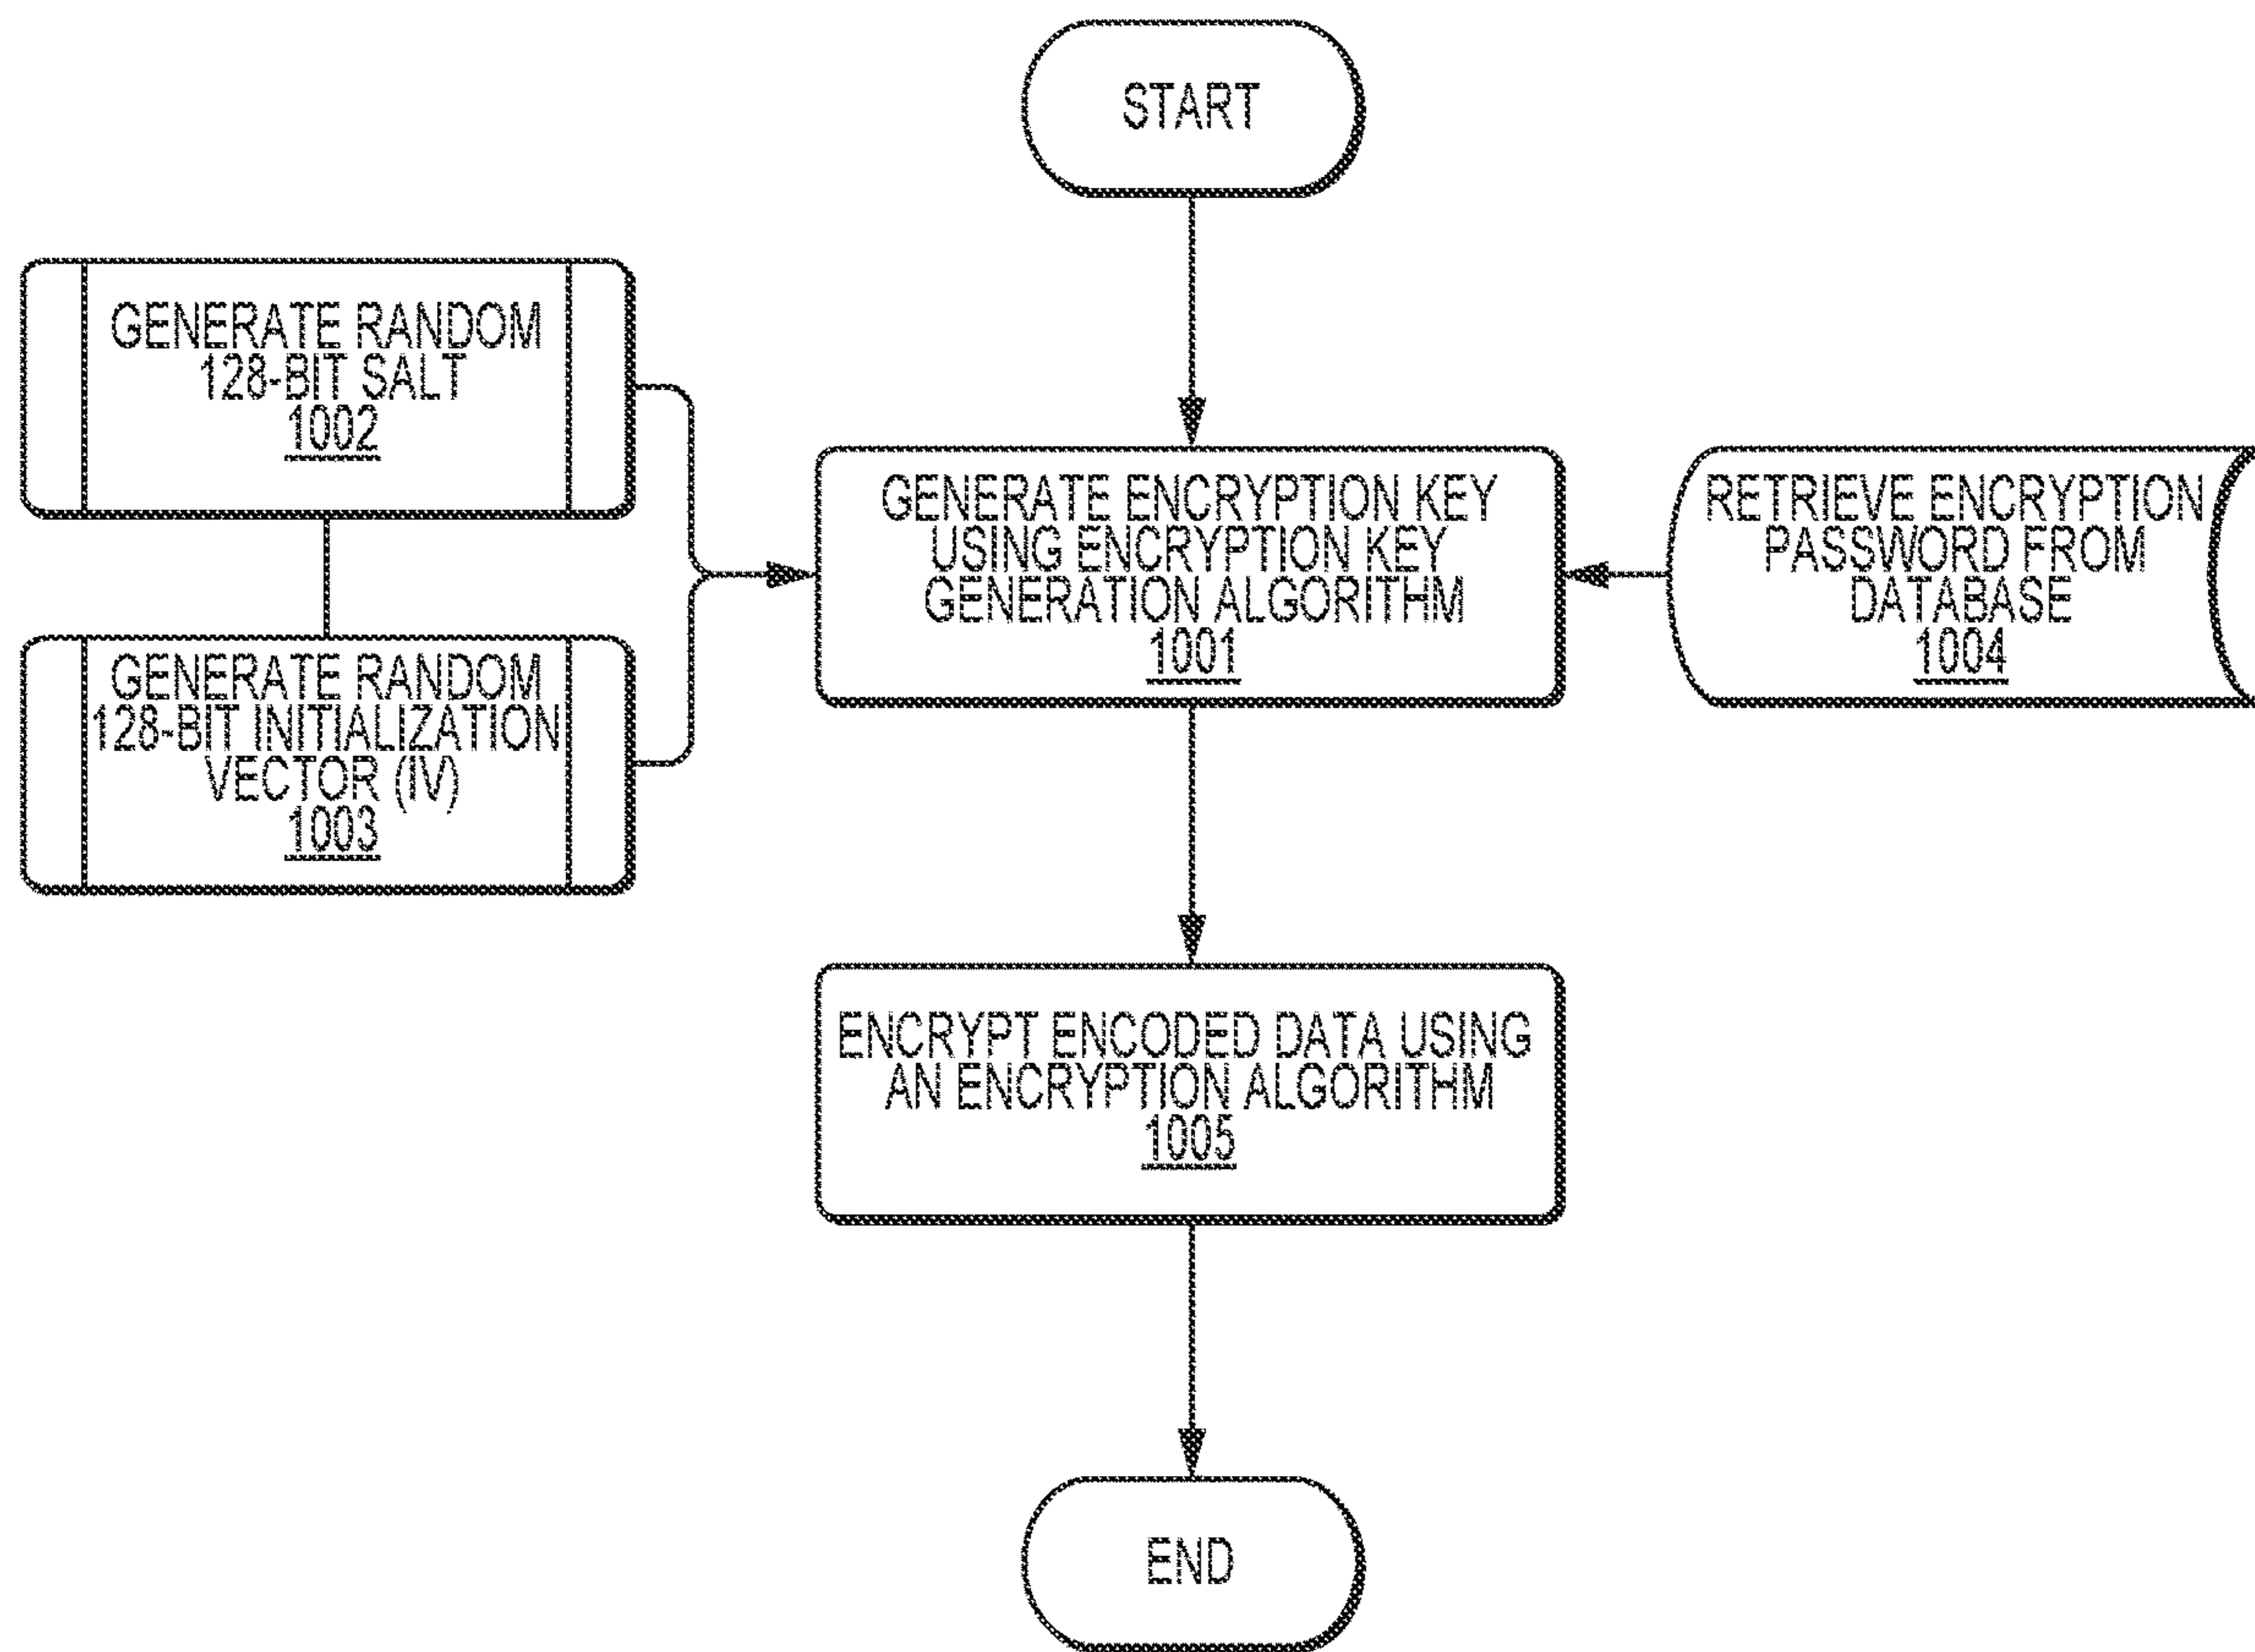 START
GENERATE RANDOM
128-BIT SALT
1002
GENERATE RANDOM
128-BIT INITIALIZATION
VECTOR (IV)
1003
GENERATE ENCRYPTION KEY
USING ENCRYPTION KEY
GENERATION ALGORITHM
1001
RETRIEVE ENCRYPTION
PASSWORD FROM
DATABASE
1004
ENCRYPT ENCODED DATA USING
AN ENCRYPTION ALGORITHM
1005
END